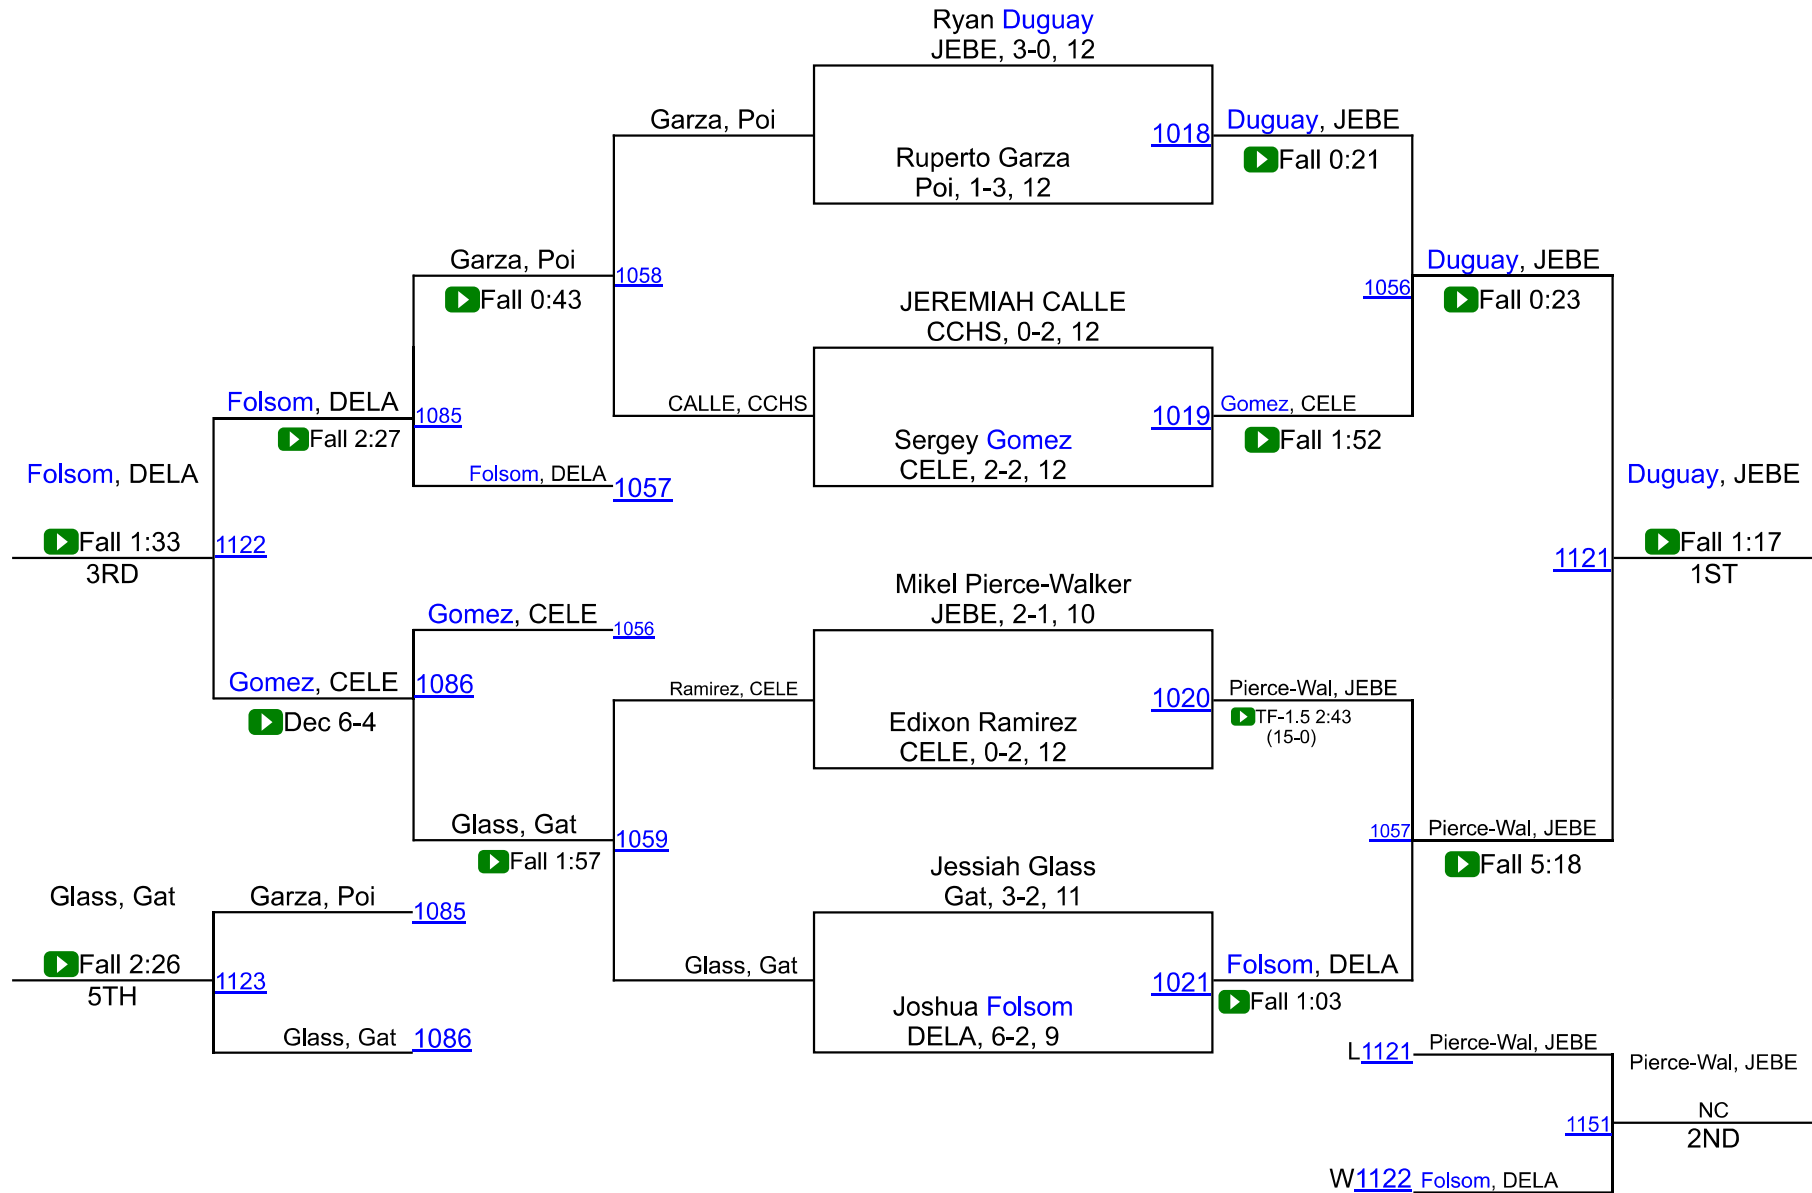 Ryan Duguay
JEBE, 3-0, 12
Garza, Poi
1018
Duguay, JEBE
Fall 0:21
Ruperto Garza
Poi, 1-3, 12
Garza, Poi
Fall 0:43
1058
1056
Duguay, JEBE
Fall 0:23
JEREMIAH CALLE
CCHS, 0-2, 12
Folsom, DELA
Fall 2:27
1085
CALLE, CCHS
1019
Gomez, CELE
Fall 1:52
Sergey Gomez
CELE, 2-2, 12
Folsom, DELA
1057
Folsom, DELA
Fall 1:33
3RD
1122
Duguay, JEBE
1121
Fall 1:17
1ST
Mikel Pierce-Walker
JEBE, 2-1, 10
Gomez, CELE
1056
Gomez, CELE
1086
Dec 6-4
Ramirez, CELE
1020
Pierce-Wal, JEBE
TF-1.5 2:43
(15-0)
Edixon Ramirez
CELE, 0-2, 12
Glass, Gat
Fall 1:57
1059
1057
Pierce-Wal, JEBE
Fall 5:18
Jessiah Glass
Gat, 3-2, 11
Glass, Gat
Garza, Poi
1085
Fall 2:26
5TH
1123
Glass, Gat
1021
Folsom, DELA
Fall 1:03
Joshua Folsom
DELA, 6-2, 9
Glass, Gat
1086
L1121
Pierce-Wal, JEBE
Pierce-Wal, JEBE
1151
NC
2ND
W1122
Folsom, DELA